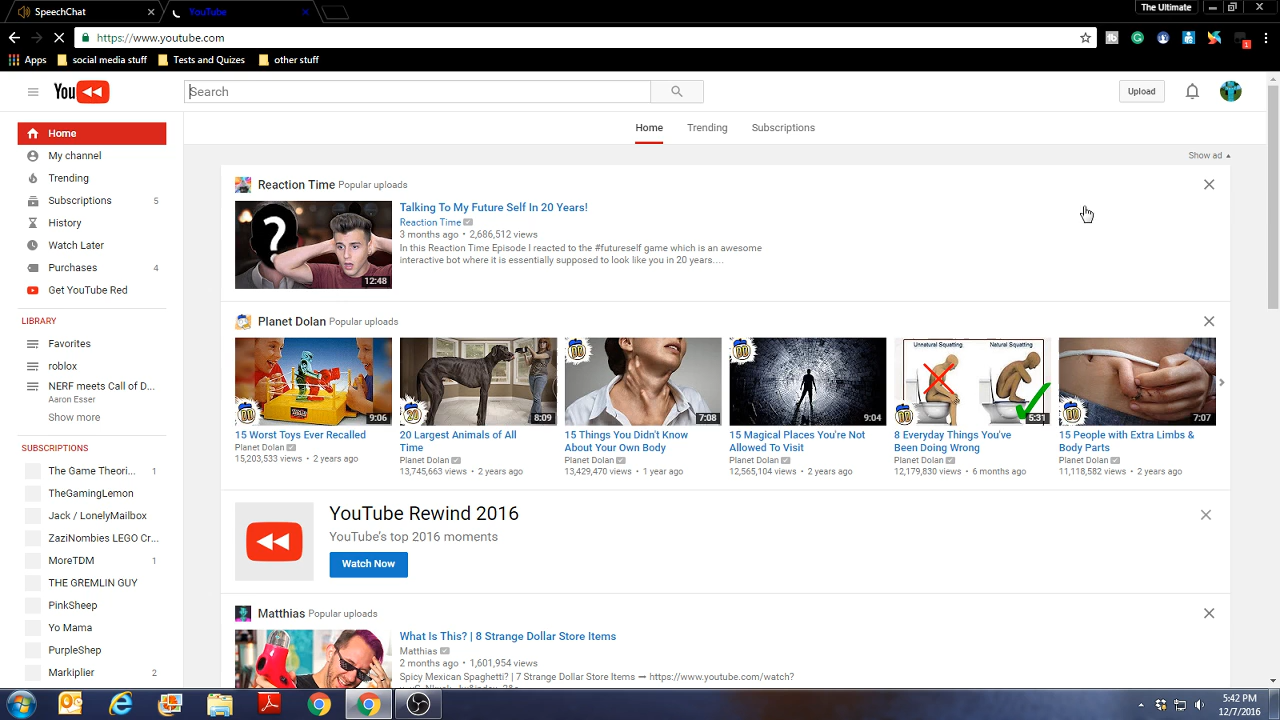 SpeechChat
YouTube
The Ultimate
https://www.youtube.com
1
Apps
social media stuff
Tests and Quizes
other stuff
You
Search
Upload
Home
My channel
Trending
Subscriptions 5
History
Watch Later
Purchases 4
Get YouTube Red
LIBRARY
Favorites
roblox
NERF meets Call of D...
Aaron Esser
Show more
SUBSCRIPTIONS
The Game Theori... 1
TheGamingLemon
Jack / LonelyMailbox
ZaziNombies LEGO Cr...
MoreTDM 1
THE GREMLIN GUY
PinkSheep
Yo Mama
PurpleShep
Markiplier 2
Home Trending Subscriptions
Show ad
Reaction Time Popular uploads
?
12:48
Talking To My Future Self In 20 Years!
Reaction Time
3 months ago • 2,686,512 views
In this Reaction Time Episode I reacted to the #futureself game which is an awesome
interactive bot where it is essentially supposed to look like you in 20 years....
Planet Dolan Popular uploads
9:06
15 Worst Toys Ever Recalled
Planet Dolan
15,203,533 views • 2 years ago
8:09
20 Largest Animals of All
Time
Planet Dolan
13,745,663 views • 2 years ago
7:08
15 Things You Didn't Know
About Your Own Body
Planet Dolan
13,429,470 views • 1 year ago
9:04
15 Magical Places You're Not
Allowed To Visit
Planet Dolan
12,565,104 views • 2 years ago
Unnatural Squatting Natural Squatting
5:31
8 Everyday Things You've
Been Doing Wrong
Planet Dolan
12,179,830 views • 6 months ago
7:07
15 People with Extra Limbs &
Body Parts
Planet Dolan
11,118,582 views • 2 years ago
YouTube Rewind 2016
YouTube's top 2016 moments
Watch Now
Matthias Popular uploads
What Is This? | 8 Strange Dollar Store Items
Matthias
2 months ago • 1,601,954 views
Spicy Mexican Spaghetti? | 7 Strange Dollar Store Items ➞ https://www.youtube.com/watch?
5:42 PM
12/7/2016